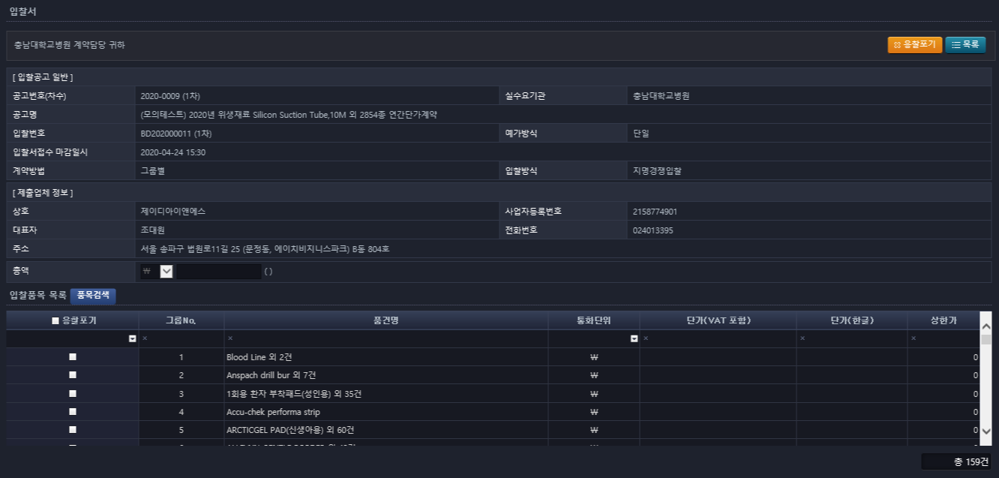 입찰서
충남대학교병원 계약담당 귀하
응찰포기 목록
[ 입찰공고 일반 ]
공고번호(차수) 2020-0009 (1차) 실수요기관 충남대학교병원
공고명 (모의테스트) 2020년 위생재료 Silicon Suction Tube,10M 외 2854종 연간단가계약
입찰번호 BD202000011 (1차) 예가방식 단일
입찰서접수 마감일시 2020-04-24 15:30
계약방법 그룹별 입찰방식 지명경쟁입찰
[ 제출업체 정보 ]
상호 제이디아이앤에스 사업자등록번호 2158774901
대표자 조대원 전화번호 024013395
주소 서울 송파구 법원로11길 25 (문정동, 에이치비지니스파크) B동 804호
총액 ₩ ( )
입찰품목 목록 품목검색
응찰포기 그룹No. 품건명 통화단위 단가(VAT 포함) 단가(한글) 상한가
1 Blood Line 외 2건 ₩ 0
2 Anspach drill bur 외 7건 ₩ 0
3 1회용 환자 부착패드(성인용) 외 35건 ₩ 0
4 Accu-chek performa strip ₩ 0
5 ARCTICGEL PAD(신생아용) 외 60건 ₩ 0
총 159건